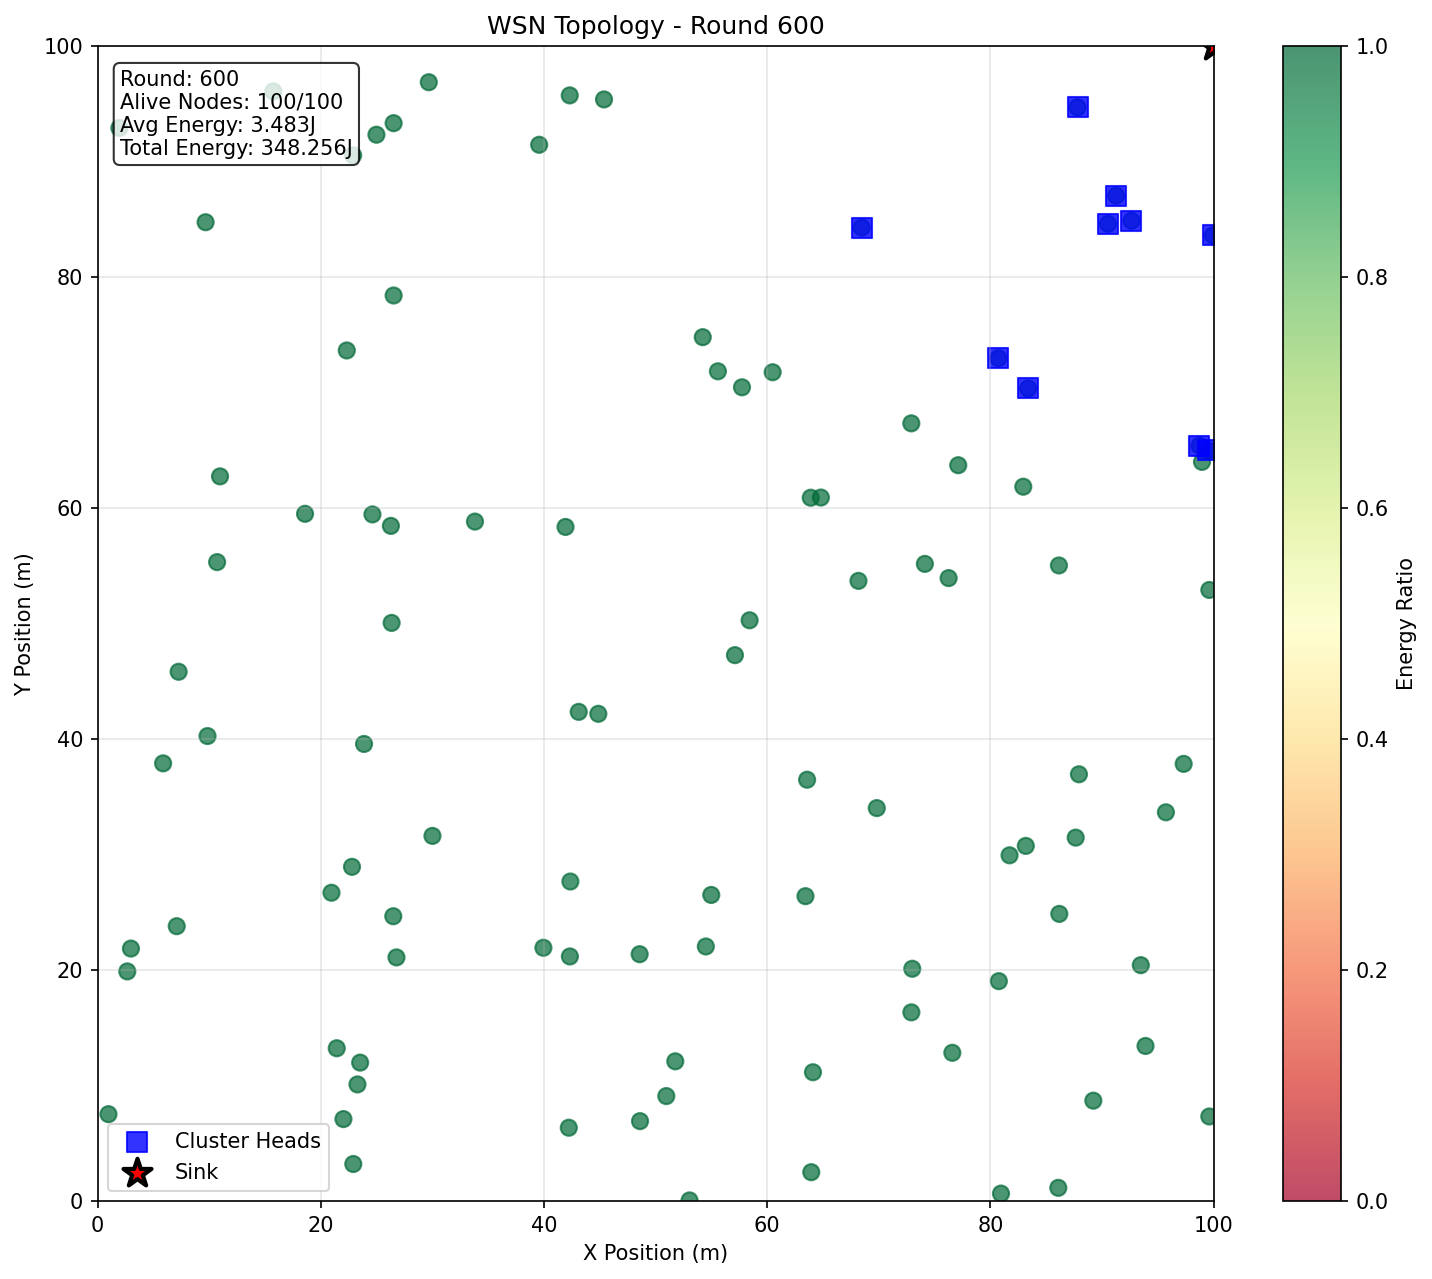 WSN Topology - Round 600
Round: 600
Alive Nodes: 100/100
Avg Energy: 3.483J
Total Energy: 348.256J
100
80
60
40
20
0
Y Position (m)
0
20
40
60
80
100
X Position (m)
Cluster Heads
Sink
1.0
0.8
0.6
0.4
0.2
0.0
Energy Ratio